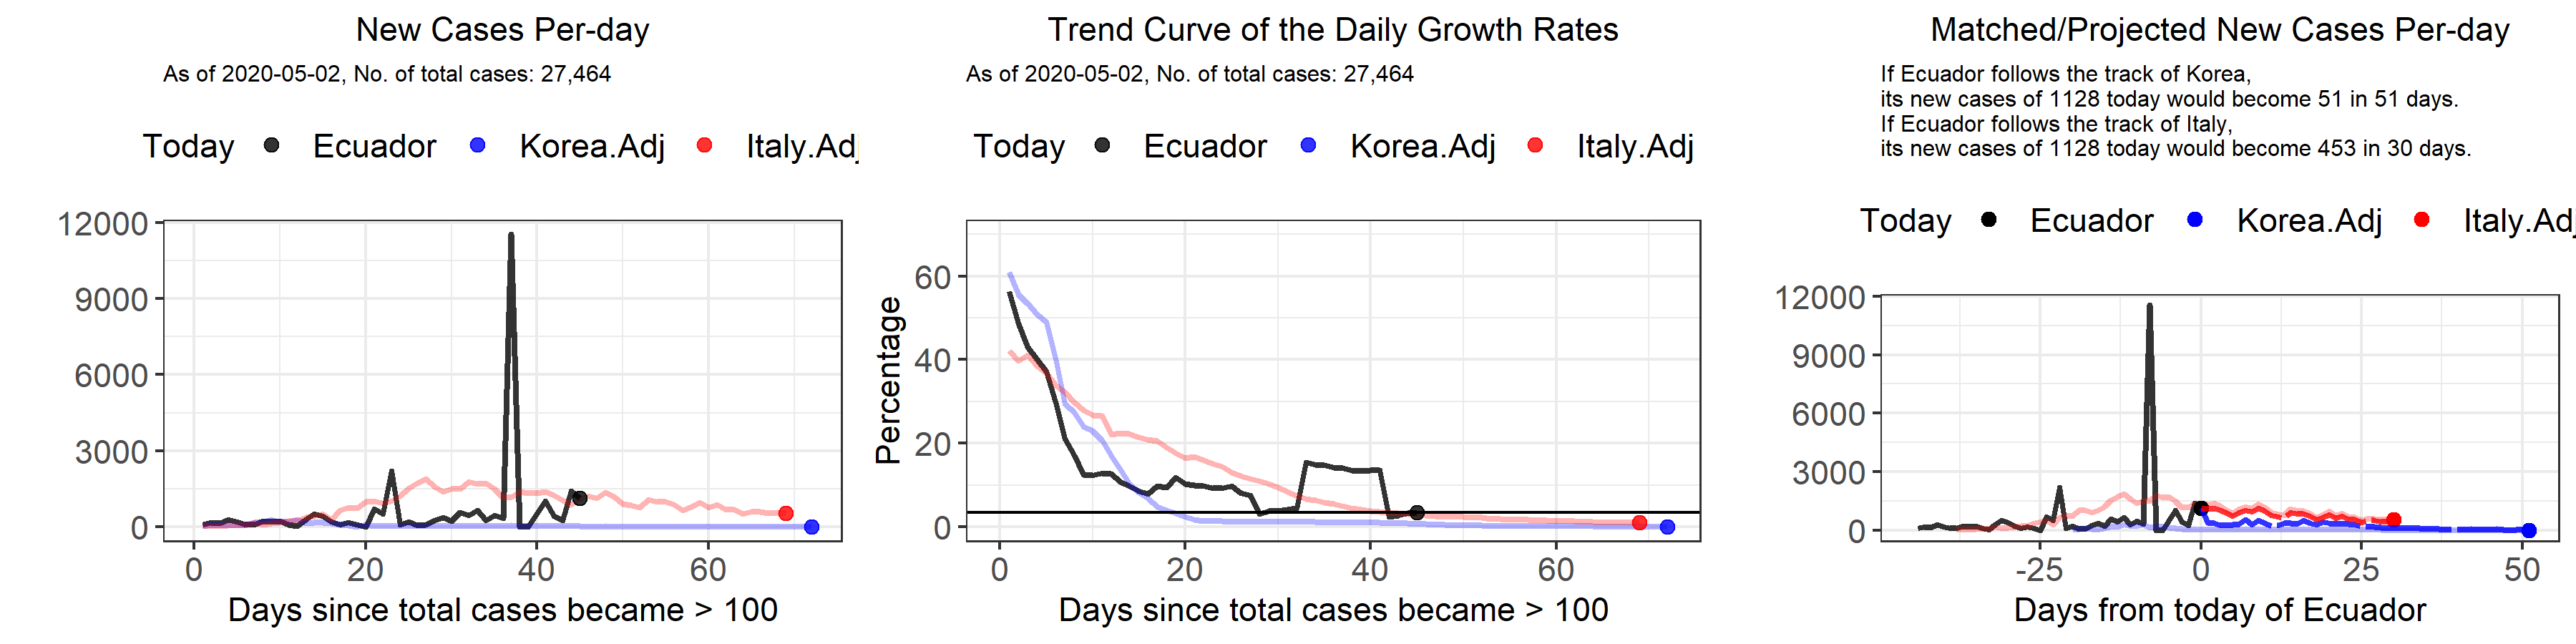 New Cases Per-day
As of 2020-05-02, No. of total cases: 27,464
Today Ecuador Korea.Adj Italy.Adj
12000
9000
6000
3000
0
0 20 40 60
Days since total cases became > 100
Trend Curve of the Daily Growth Rates
As of 2020-05-02, No. of total cases: 27,464
Today Ecuador Korea.Adj Italy.Adj
Percentage
60
40
20
0
0 20 40 60
Days since total cases became > 100
Matched/Projected New Cases Per-day
If Ecuador follows the track of Korea,
its new cases of 1128 today would become 51 in 51 days.
If Ecuador follows the track of Italy,
its new cases of 1128 today would become 453 in 30 days.
Today Ecuador Korea.Adj Italy.Adj
12000
9000
6000
3000
0
-25 0 25 50
Days from today of Ecuador